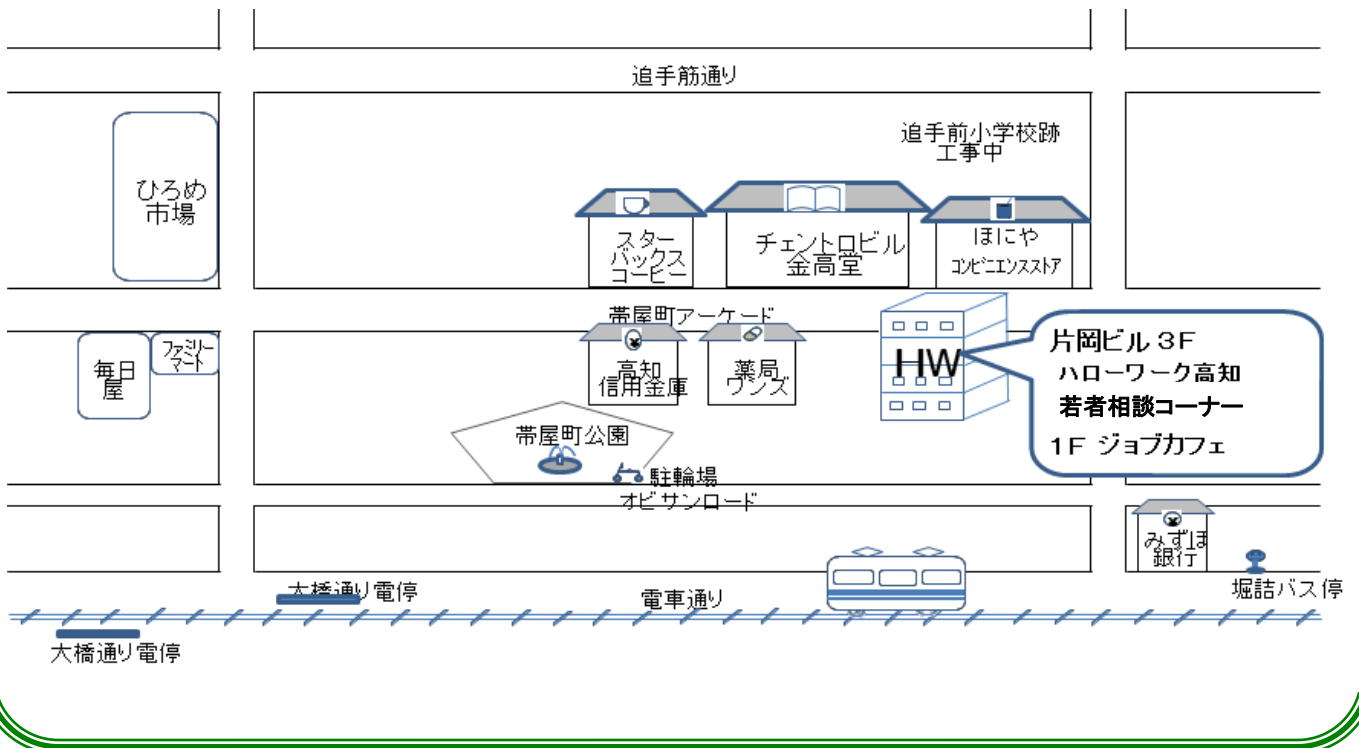 追手筋通り
追手前小学校跡
工事中
ひろめ
市場
スター
バックス
コーヒー
チェントロビル
金高堂
ほにや
コンビニエンスストア
帯屋町アーケード
毎日
屋
ファミリー
マート
高知
信用金庫
薬局
ワンズ
HW
片岡ビル3F
ハローワーク高知
若者相談コーナー
1F ジョブカフェ
帯屋町公園
駐輪場
オビサンロード
みずほ
銀行
大橋通り電停
電車通り
堀詰バス停
大橋通り電停